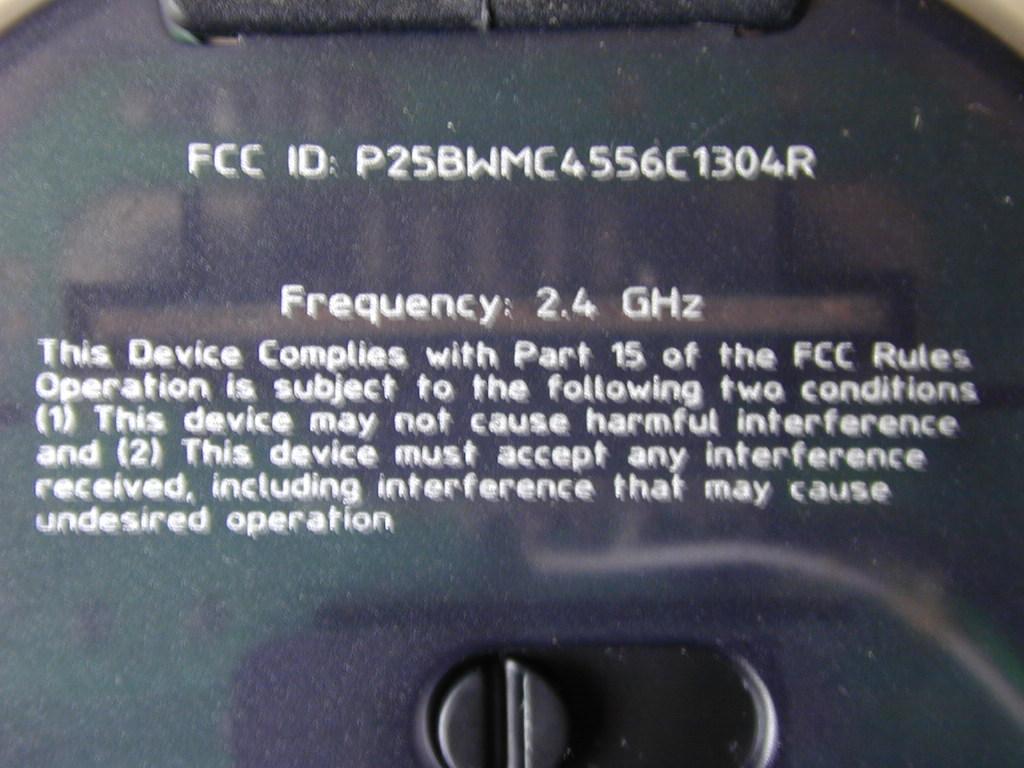 FCC ID: P25BWMC4556C1304R
Frequency: 2.4 GHz
This Device Complies with Part 15 of the FCC Rules
Operation is subject to the following two conditions
(1) This device may not cause harmful interference
and (2) This device must accept any interference
received, including interference that may cause
undesired operation